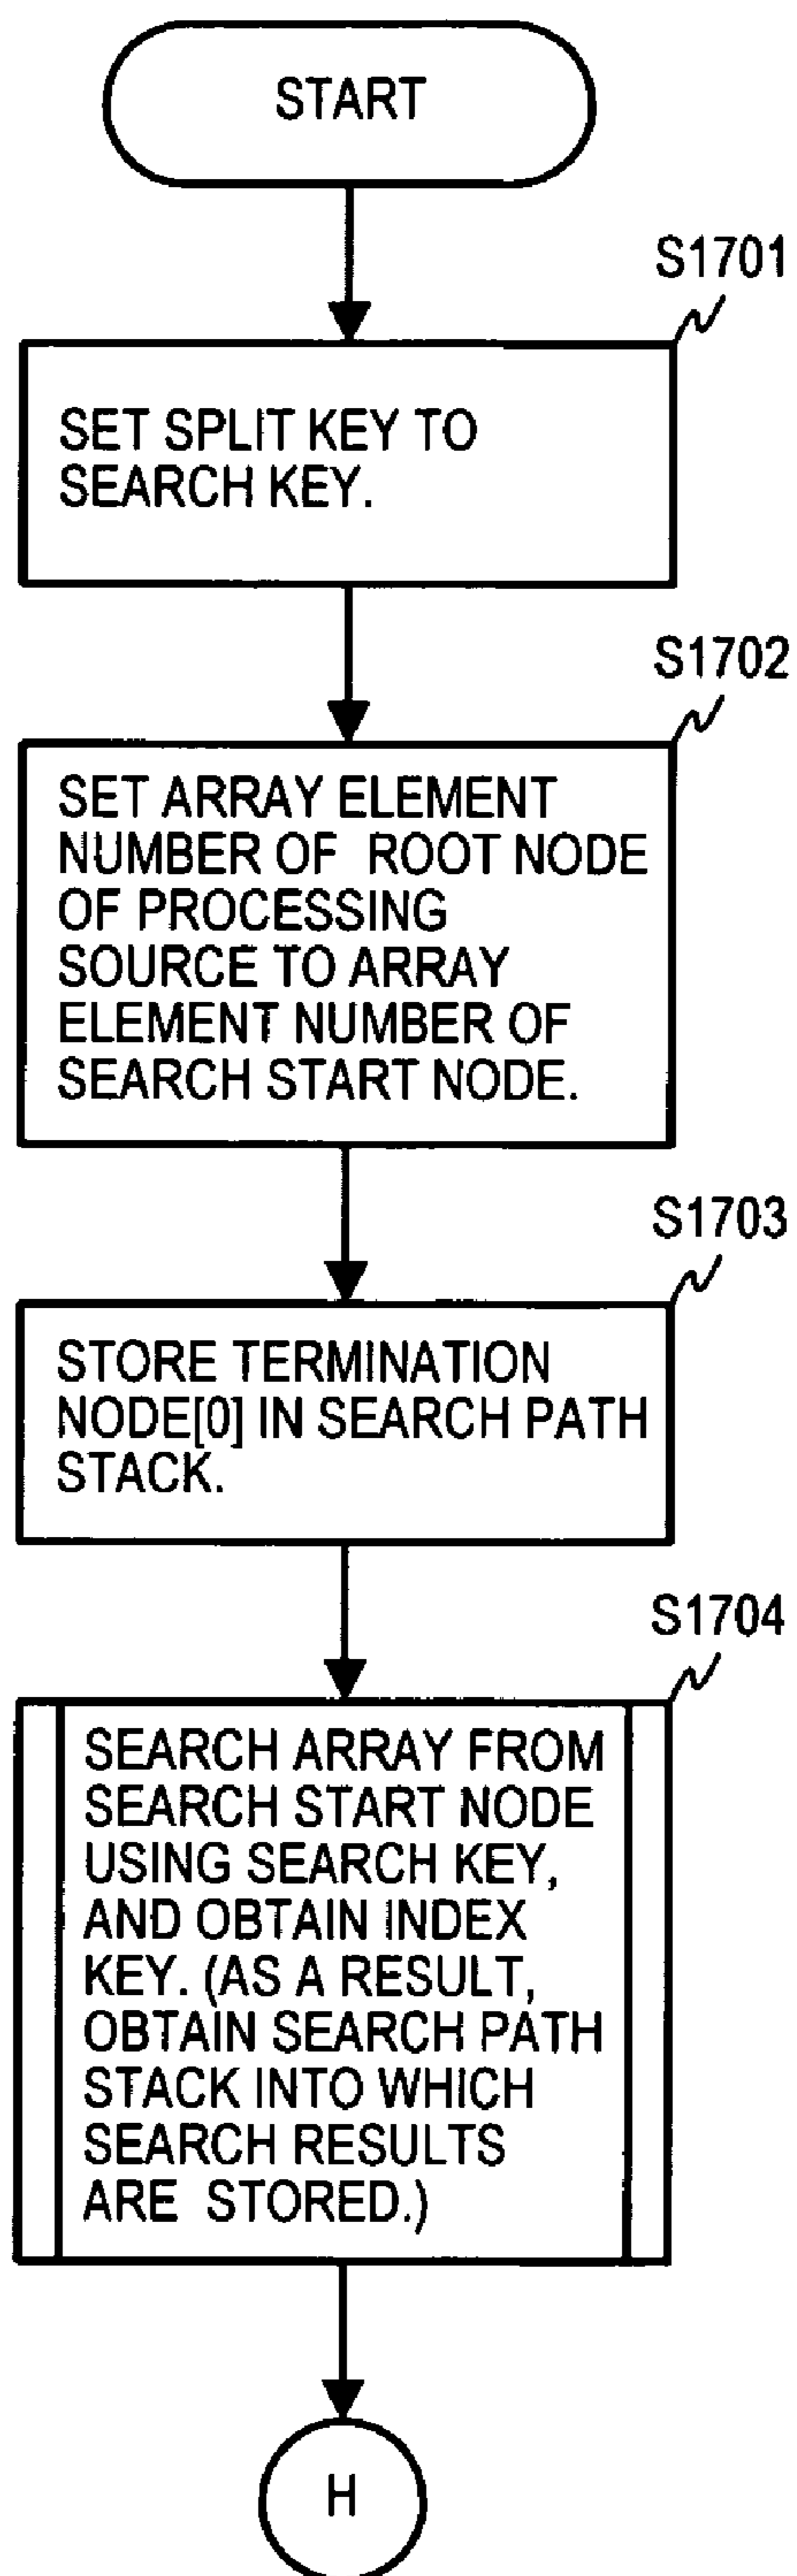 START
S1701
SET SPLIT KEY TO
SEARCH KEY.
S1702
SET ARRAY ELEMENT
NUMBER OF ROOT NODE
OF PROCESSING
SOURCE TO ARRAY
ELEMENT NUMBER OF
SEARCH START NODE.
S1703
STORE TERMINATION
NODE[0] IN SEARCH PATH
STACK.
S1704
SEARCH ARRAY FROM
SEARCH START NODE
USING SEARCH KEY,
AND OBTAIN INDEX
KEY. (AS A RESULT,
OBTAIN SEARCH PATH
STACK INTO WHICH
SEARCH RESULTS
ARE STORED.)
H